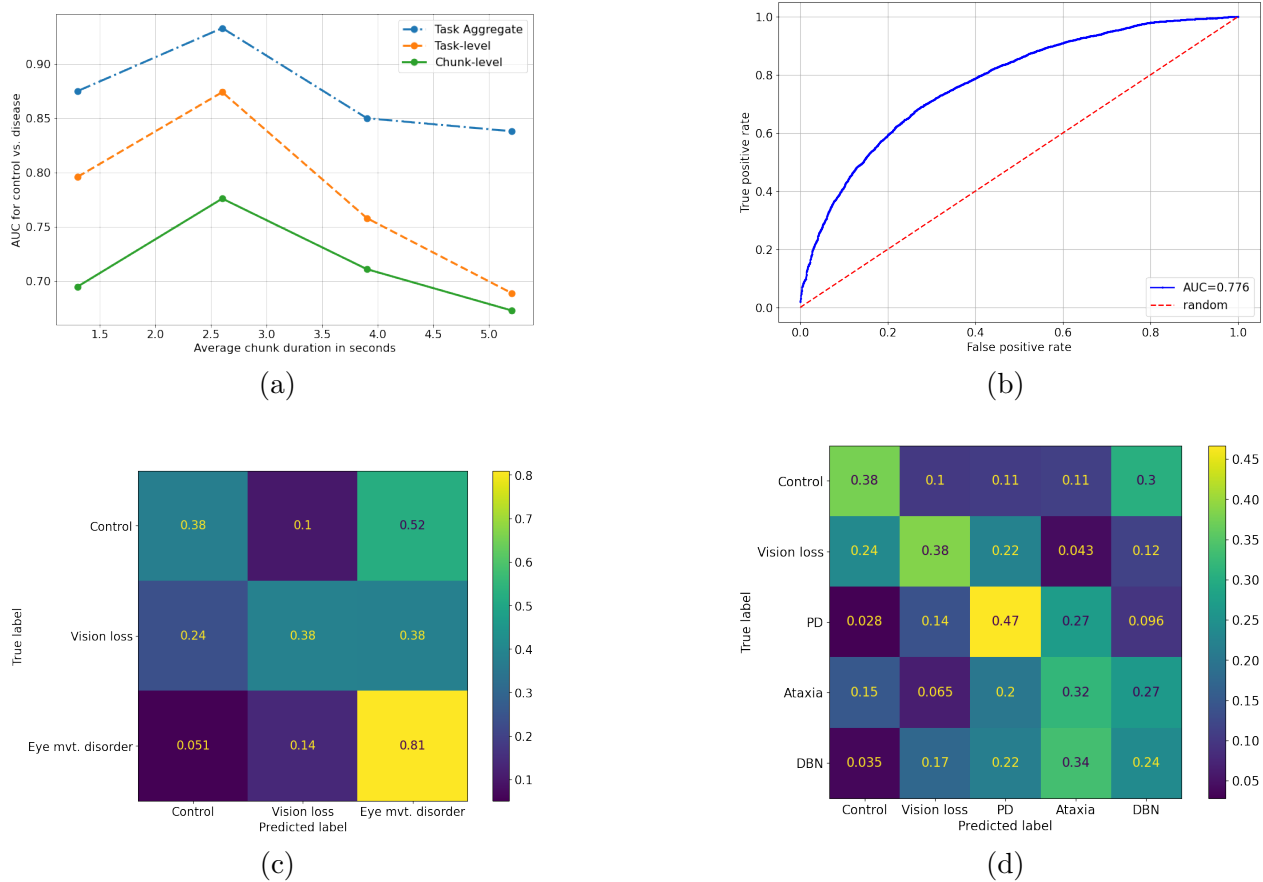 Task Aggregate
Task-level
Chunk-level
AUC for control vs. disease
0.90
0.85
0.80
0.75
0.70
1.5 2.0 2.5 3.0 3.5 4.0 4.5 5.0
Average chunk duration in seconds
(a)
True positive rate
1.0
0.8
0.6
0.4
0.2
0.0
AUC=0.776
random
0.0 0.2 0.4 0.6 0.8 1.0
False positive rate
(b)
True label
Control 0.38 0.1 0.52
Vision loss 0.24 0.38 0.38
Eye mvt. disorder 0.051 0.14 0.81
Control Vision loss Eye mvt. disorder
Predicted label
0.8
0.7
0.6
0.5
0.4
0.3
0.2
0.1
(c)
True label
Control 0.38 0.1 0.11 0.11 0.3
Vision loss 0.24 0.38 0.22 0.043 0.12
PD 0.028 0.14 0.47 0.27 0.096
Ataxia 0.15 0.065 0.2 0.32 0.27
DBN 0.035 0.17 0.22 0.34 0.24
Control Vision loss PD Ataxia DBN
Predicted label
0.45
0.40
0.35
0.30
0.25
0.20
0.15
0.10
0.05
(d)